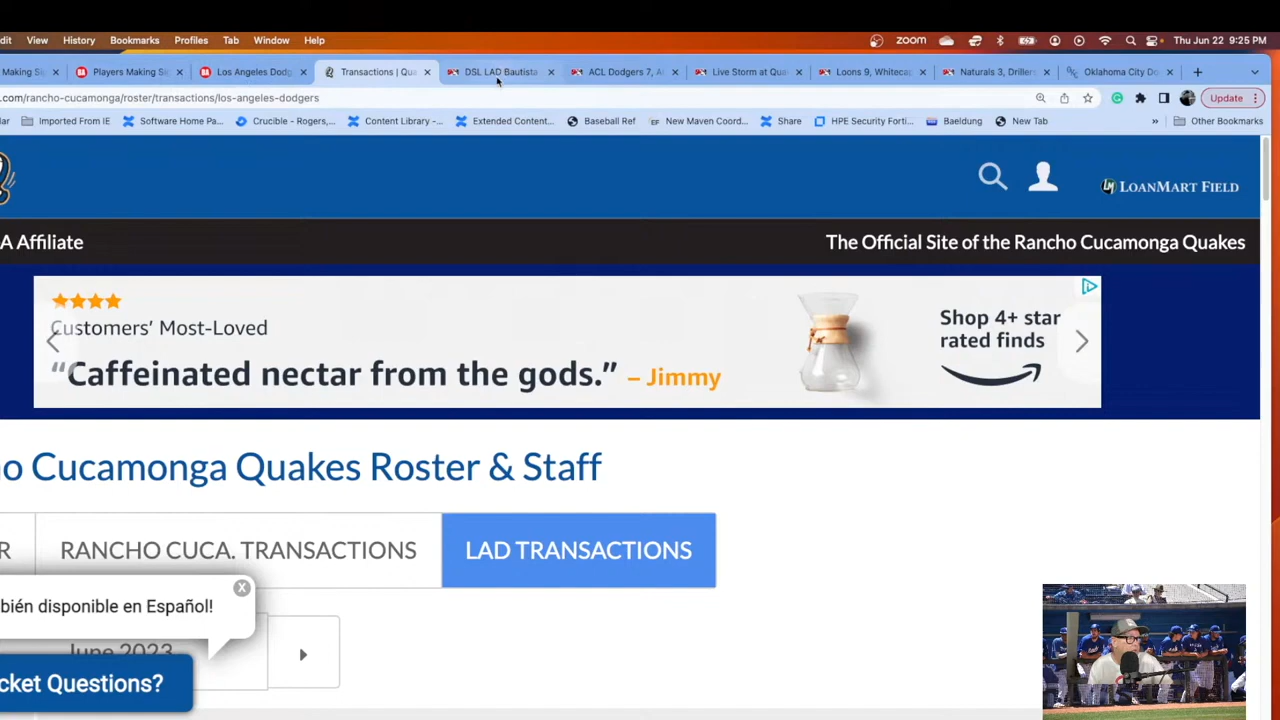 dit View History Bookmarks Profiles Tab Window Help zoom Thu Jun 22 9:25 PM
Making Si Players Making Si Los Angeles Dodg Transactions | Qua DSL LAD Bautista ACL Dodgers 7, A Live Storm at Qua Loons 9, Whitecap Naturals 3, Drillers Oklahoma City Do
.com/rancho-cucamonga/roster/transactions/los-angeles-dodgers Update
Imported From IE Software Home Pa... Crucible - Rogers,... Content Library -... Extended Content... Baseball Ref New Maven Coord... Share HPE Security Forti... Baeldung New Tab » Other Bookmarks
LM LOANMART FIELD
A Affiliate The Official Site of the Rancho Cucamonga Quakes
Customers' Most-Loved
“Caffeinated nectar from the gods.” – Jimmy
Shop 4+ star
rated finds
o Cucamonga Quakes Roster & Staff
R RANCHO CUCA. TRANSACTIONS LAD TRANSACTIONS
X
bién disponible en Español!
June 2023
cket Questions?